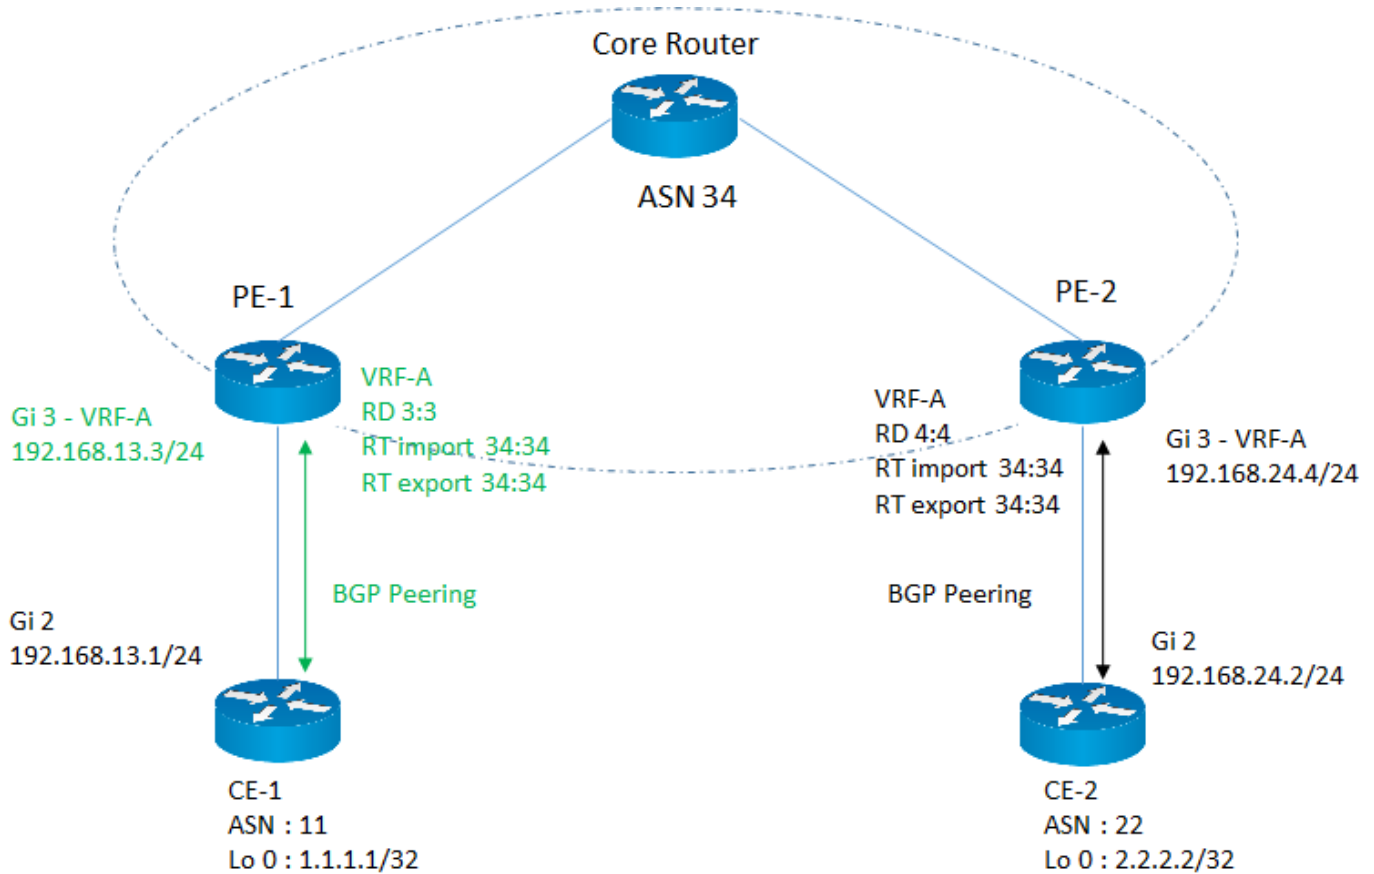 Core Router
ASN 34
PE-1
PE-2
VRF-A
RD 3:3
RT import 34:34
RT export 34:34
Gi 3 - VRF-A
192.168.13.3/24
VRF-A
RD 4:4
RT import 34:34
RT export 34:34
Gi 3 - VRF-A
192.168.24.4/24
BGP Peering
BGP Peering
Gi 2
192.168.13.1/24
Gi 2
192.168.24.2/24
CE-1
ASN : 11
Lo 0 : 1.1.1.1/32
CE-2
ASN : 22
Lo 0 : 2.2.2.2/32